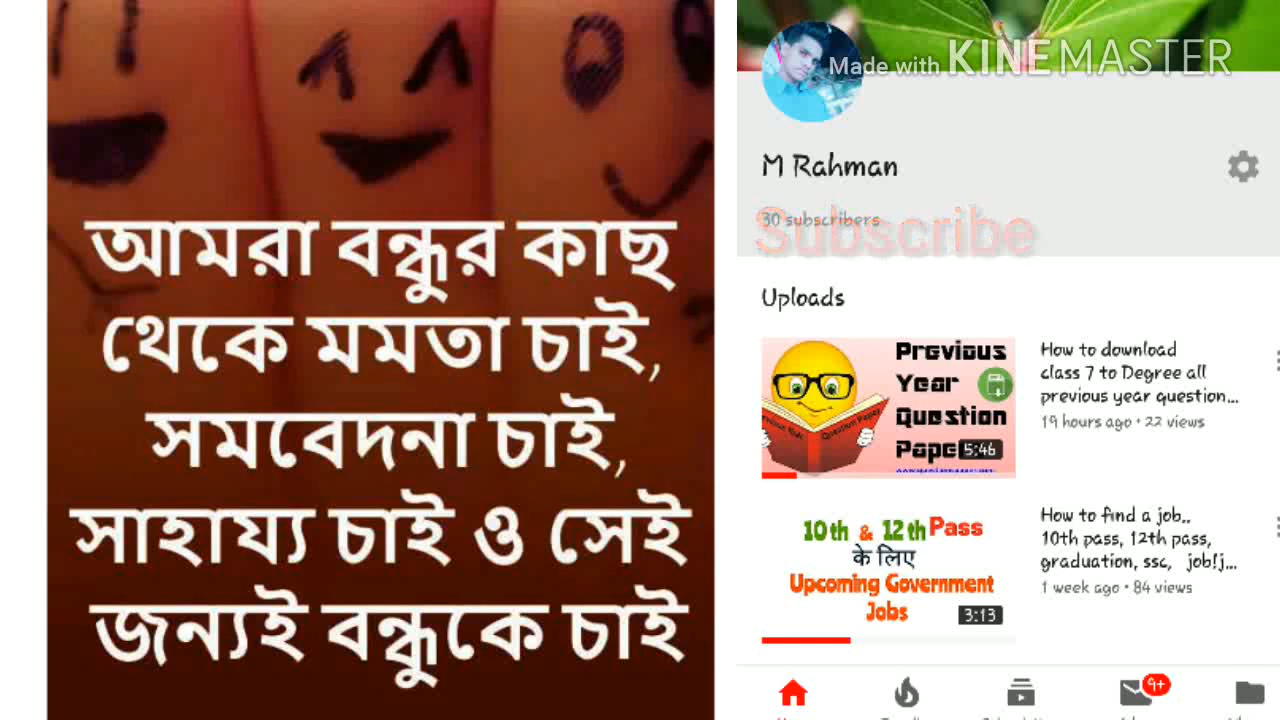 আমরা বন্ধুর কাছ
থেকে মমতা চাই,
সমবেদনা চাই,
সাহায্য চাই ও সেই
জন্যই বন্ধুকে চাই
Made with KINEMASTER
M Rahman
30 subscribers
Subscribe
Uploads
Previous
Year
Question
Pape
5:46
Question Paper
How to download
class 7 to Degree all
previous year question...
19 hours ago • 22 views
10th & 12th Pass
के लिए
Upcoming Government
Jobs
3:13
How to find a job,,
10th pass, 12th pass,
graduation, ssc, job!j...
1 week ago • 84 views
9+